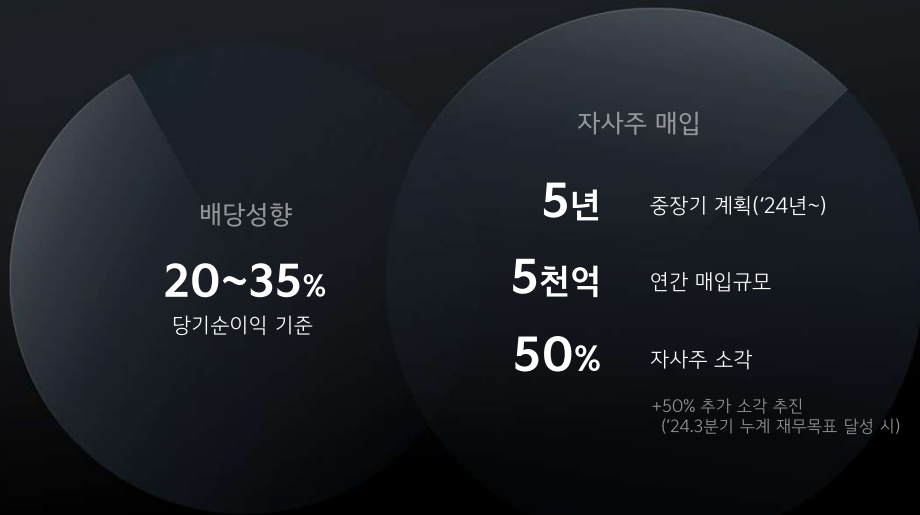 배당성향
20~35%
당기순이익 기준
자사주 매입
5년 중장기 계획(‘24년~)
5천억 연간 매입규모
50% 자사주 소각
+50% 추가 소각 추진
(‘24.3분기 누계 재무목표 달성 시)